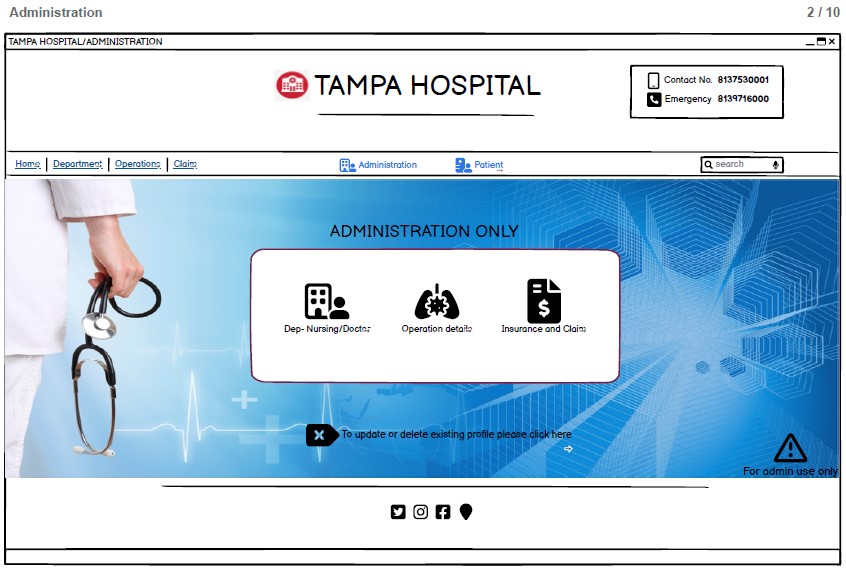 Administration
2 / 10
TAMPA HOSPITAL/ADMINISTRATION
TAMPA HOSPITAL
Contact No. 8137530001
Emergency 8139716000
Home
Department
Operations
Claim
Administration
Patient
search
ADMINISTRATION ONLY
Dep- Nursing/Doctor
Operation details
Insurance and Claim
To update or delete existing profile please click here
For admin use only